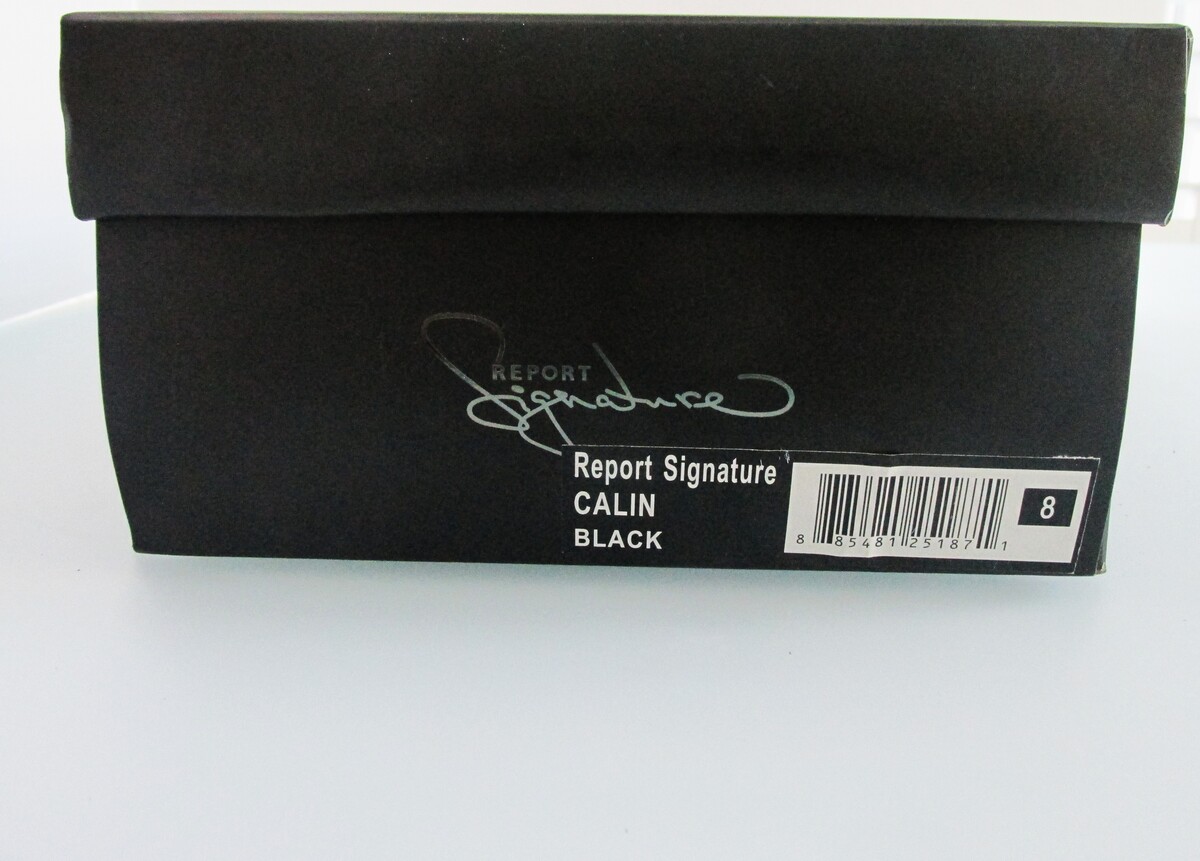 REPORT
Signature
Report Signature
CALIN
BLACK
8 85481 25187 1
8